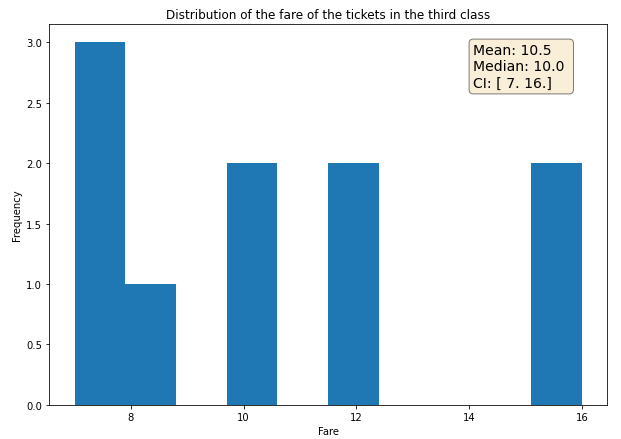 Distribution of the fare of the tickets in the third class
Mean: 10.5
Median: 10.0
CI: [ 7. 16.]
3.0
2.5
2.0
1.5
1.0
0.5
0.0
Frequency
8 10 12 14 16
Fare